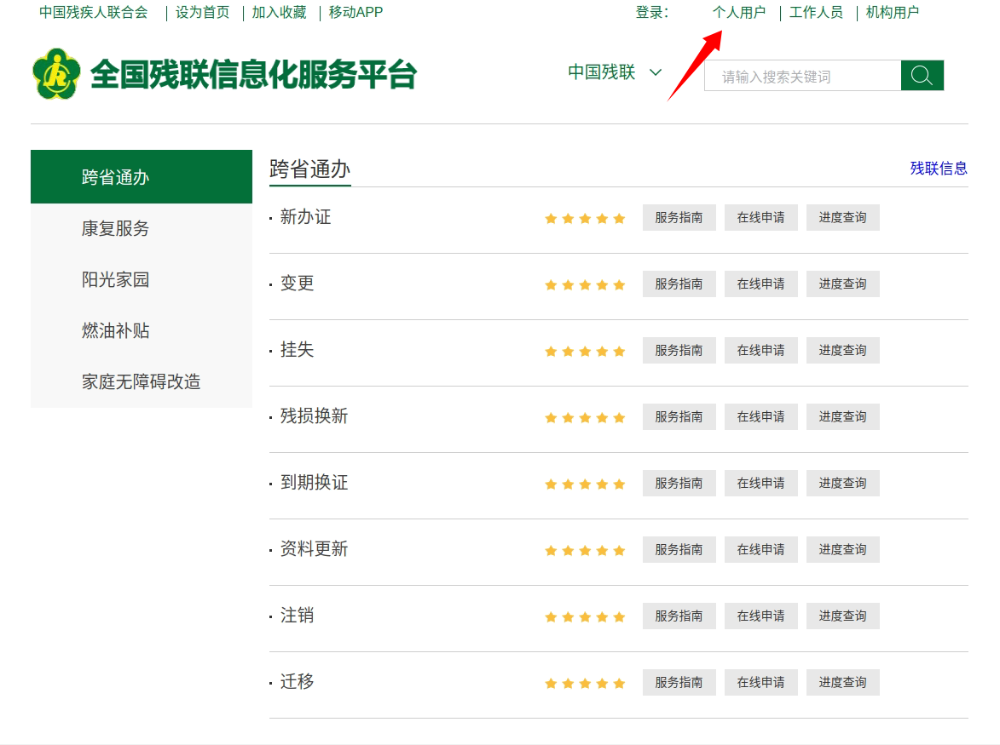 中国残疾人联合会 | 设为首页 | 加入收藏 | 移动APP 登录： 个人用户 | 工作人员 | 机构用户
全国残联信息化服务平台 中国残联 请输入搜索关键词
跨省通办
康复服务
阳光家园
燃油补贴
家庭无障碍改造
跨省通办 残联信息
新办证 服务指南 在线申请 进度查询
变更 服务指南 在线申请 进度查询
挂失 服务指南 在线申请 进度查询
残损换新 服务指南 在线申请 进度查询
到期换证 服务指南 在线申请 进度查询
资料更新 服务指南 在线申请 进度查询
注销 服务指南 在线申请 进度查询
迁移 服务指南 在线申请 进度查询